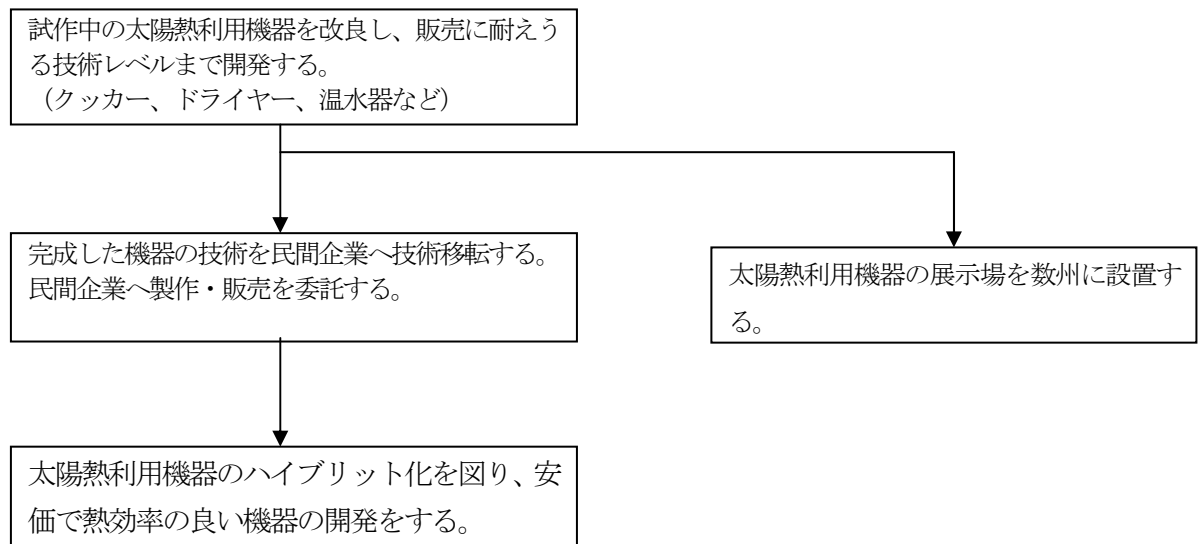 試作中の太陽熱利用機器を改良し、販売に耐えう
る技術レベルまで開発する。
（クッカー、ドライヤー、温水器など）
完成した機器の技術を民間企業へ技術移転する。
民間企業へ製作・販売を委託する。
太陽熱利用機器の展示場を数州に設置す
る。
太陽熱利用機器のハイブリット化を図り、安
価で熱効率の良い機器の開発をする。